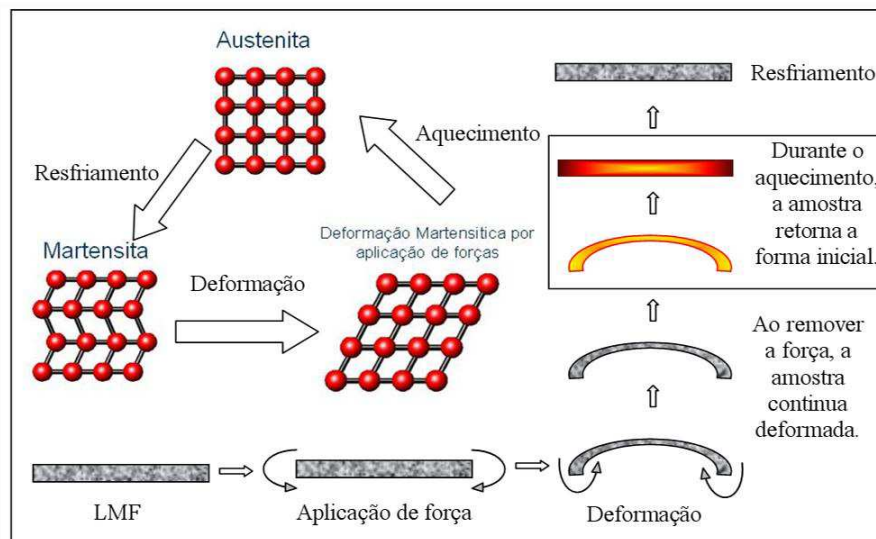 Austenita
Resfriamento
Aquecimento
Resfriamento
Durante o
aquecimento,
a amostra
retorna a
forma inicial.
Martensita
Deformação Martensitica por
aplicação de forças
Deformação
Ao remover
a força, a
amostra
continua
deformada.
LMF
Aplicação de força
Deformação